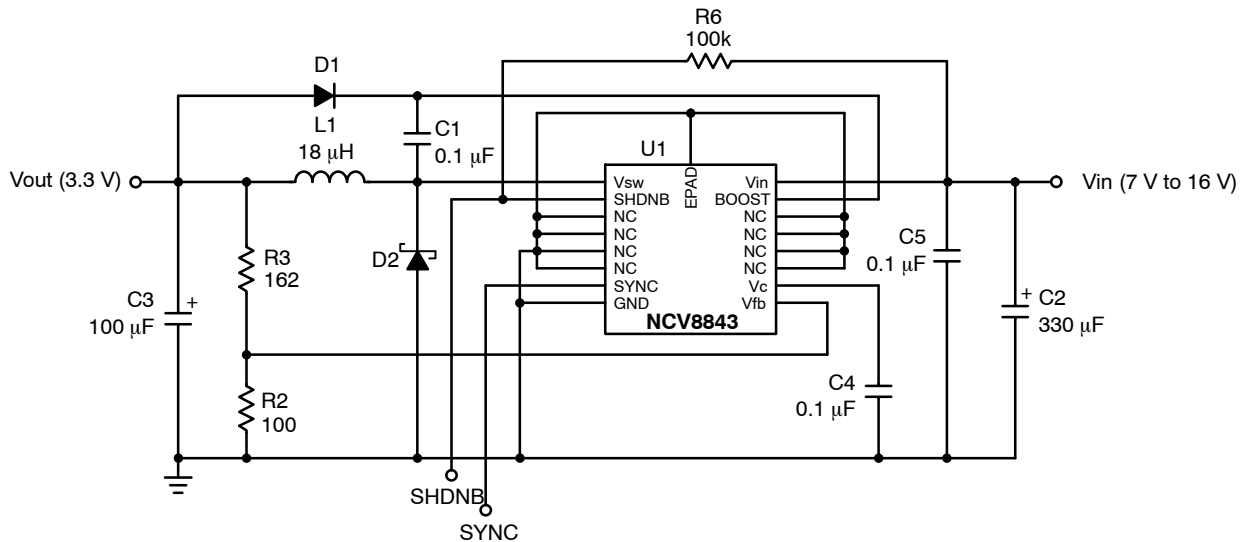 R6
100k
D1
L1
18 μH
C1
0.1 μF
U1
Vout (3.3 V)
Vin (7 V to 16 V)
EPAD
Vsw
SHDNB
NC
NC
NC
NC
SYNC
GND
Vin
BOOST
NC
NC
NC
NC
Vc
Vfb
NCV8843
R3
162
D2
C5
0.1 μF
C3
+
100 μF
+
C2
330 μF
R2
100
C4
0.1 μF
SHDNB
SYNC